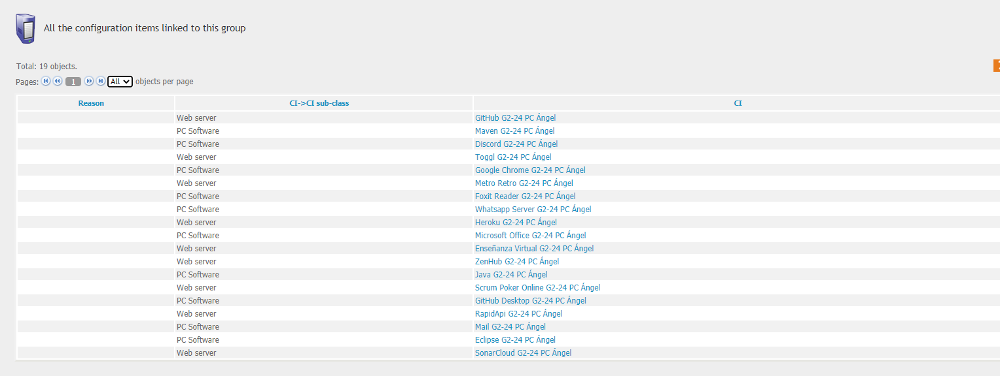 All the configuration items linked to this group
Total: 19 objects.
Pages: 1 All objects per page
Reason CI->CI sub-class CI
Web server GitHub G2-24 PC Ángel
PC Software Maven G2-24 PC Ángel
PC Software Discord G2-24 PC Ángel
Web server Toggl G2-24 PC Ángel
PC Software Google Chrome G2-24 PC Ángel
Web server Metro Retro G2-24 PC Ángel
PC Software Foxit Reader G2-24 PC Ángel
PC Software Whatsapp Server G2-24 PC Ángel
Web server Heroku G2-24 PC Ángel
PC Software Microsoft Office G2-24 PC Ángel
Web server Enseñanza Virtual G2-24 PC Ángel
Web server ZenHub G2-24 PC Ángel
PC Software Java G2-24 PC Ángel
Web server Scrum Poker Online G2-24 PC Ángel
PC Software GitHub Desktop G2-24 PC Ángel
Web server RapidApi G2-24 PC Ángel
PC Software Mail G2-24 PC Ángel
PC Software Eclipse G2-24 PC Ángel
Web server SonarCloud G2-24 PC Ángel